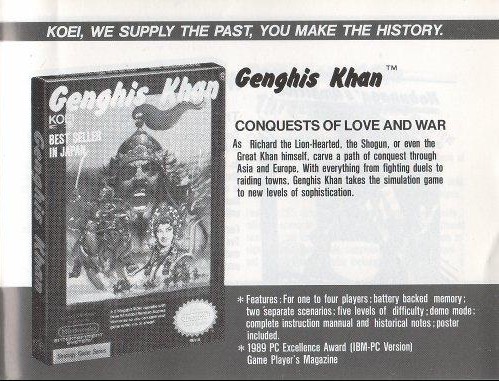 KOEI, WE SUPPLY THE PAST, YOU MAKE THE HISTORY.
Genghis Khan™
CONQUESTS OF LOVE AND WAR
As Richard the Lion-Hearted, the Shogun, or even the
Great Khan himself, carve a path of conquest through
Asia and Europe. With everything from fighting duels to
raiding towns, Genghis Khan takes the simulation game
to new levels of sophistication.
* Features : For one to four players : battery backed memory :
two separate scenarios : five levels of difficulty ; demo mode :
complete instruction mannual and historical notes ; poster
included.
* 1989 PC Excellence Award (IBM-PC Version)
Game Player's Magazine
Genghis Khan
KOEI
BEST SELLER
IN JAPAN
Genghis Khan